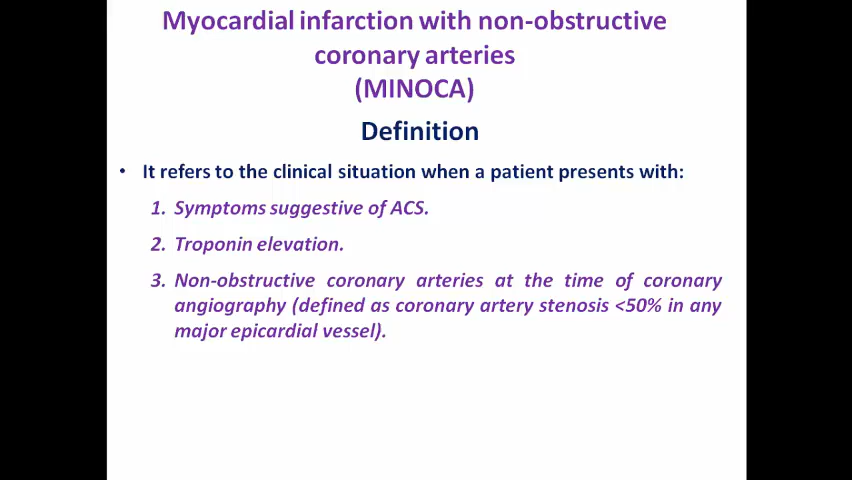 Myocardial infarction with non-obstructive
coronary arteries
(MINOCA)
Definition
• It refers to the clinical situation when a patient presents with:
1. Symptoms suggestive of ACS.
2. Troponin elevation.
3. Non-obstructive coronary arteries at the time of coronary
angiography (defined as coronary artery stenosis <50% in any
major epicardial vessel).